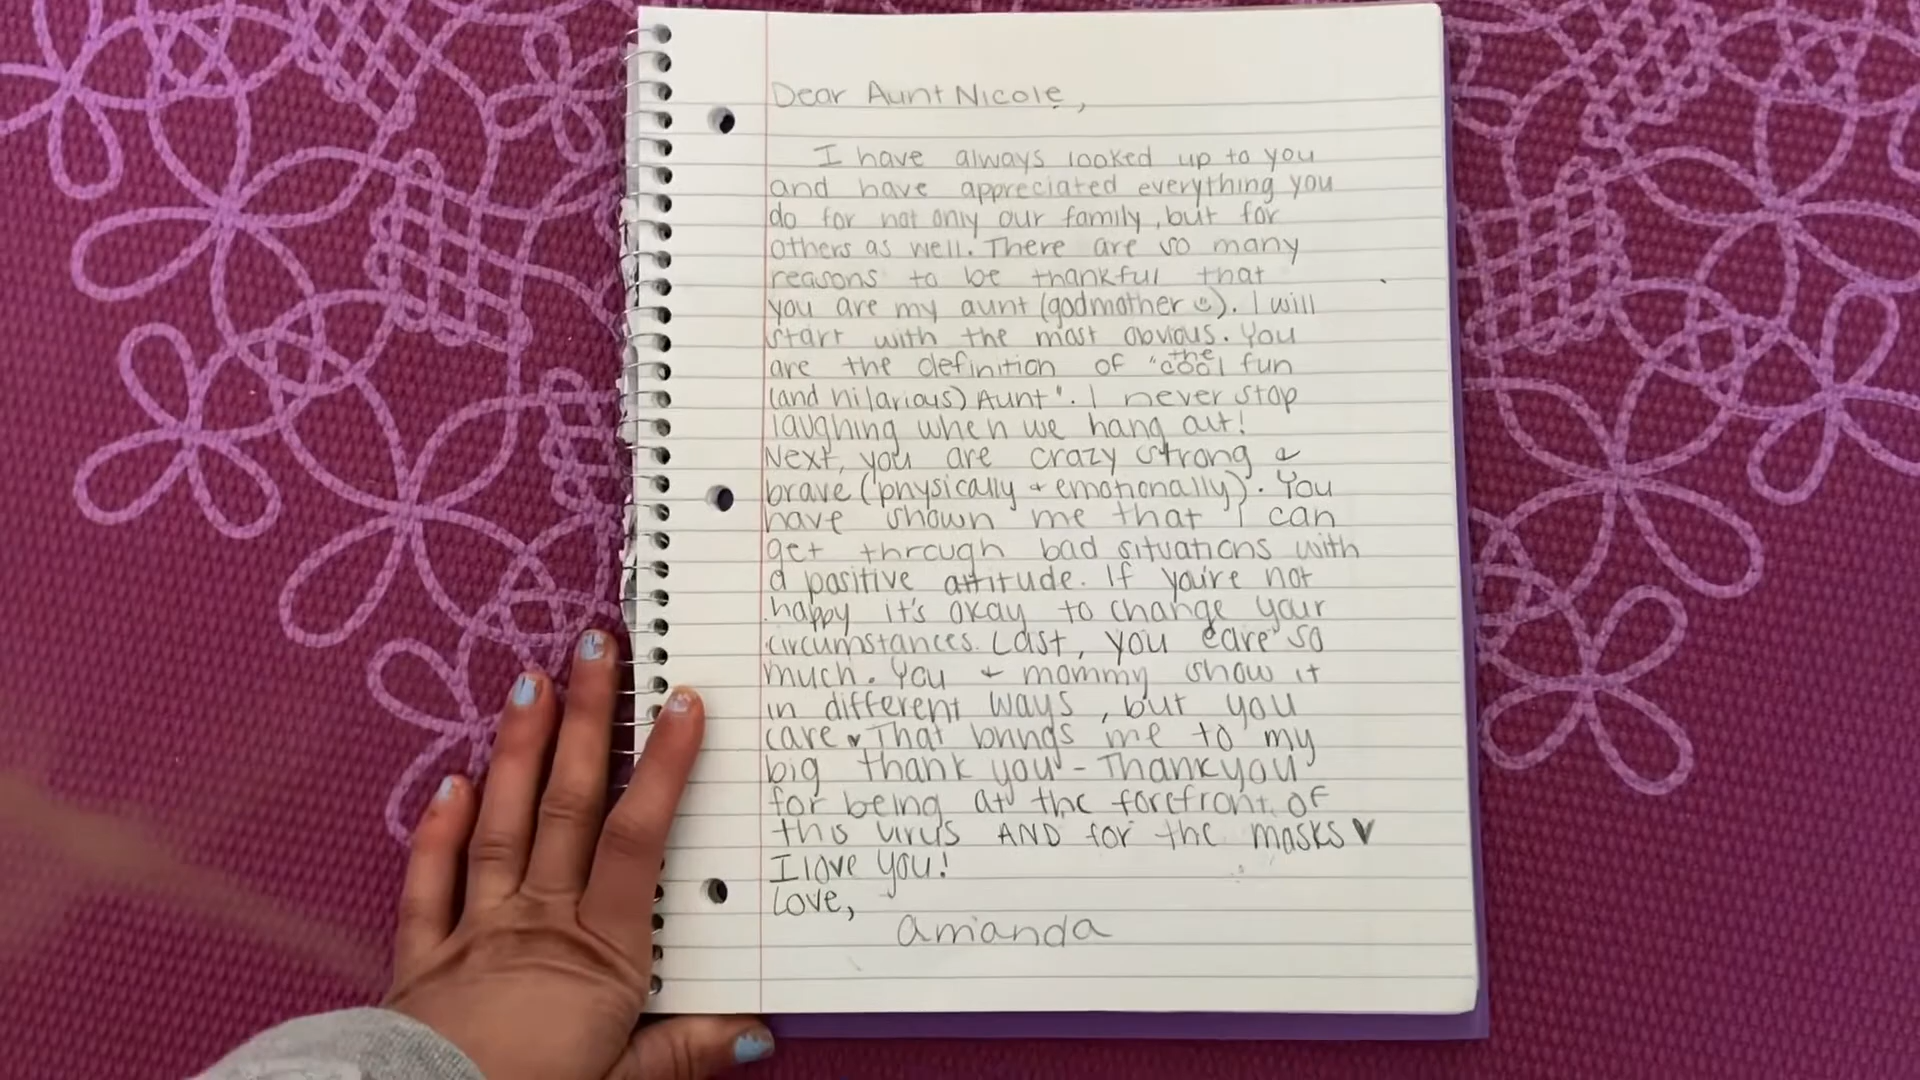 Dear Aunt Nicole,
I have always looked up to you
and have appreciated everything you
do for not only our family, but for
others as well. There are so many
reasons to be thankful that
you are my aunt (godmother ☺). I will
start with the most obvious. You
are the definition of "the cool fun
(and hilarious) Aunt". I never stop
laughing when we hang out!
Next, you are crazy strong &
brave (physically + emotionally). You
have shown me that I can
get through bad situations with
a positive attitude. If you're not
happy it's okay to change your
circumstances. Last, you care so
much. You + mommy show it
in different ways, but you
care ♥ That brings me to my
big thank you - Thank you
for being at the forefront of
this virus AND for the masks ♥
I love you!
Love,
amanda